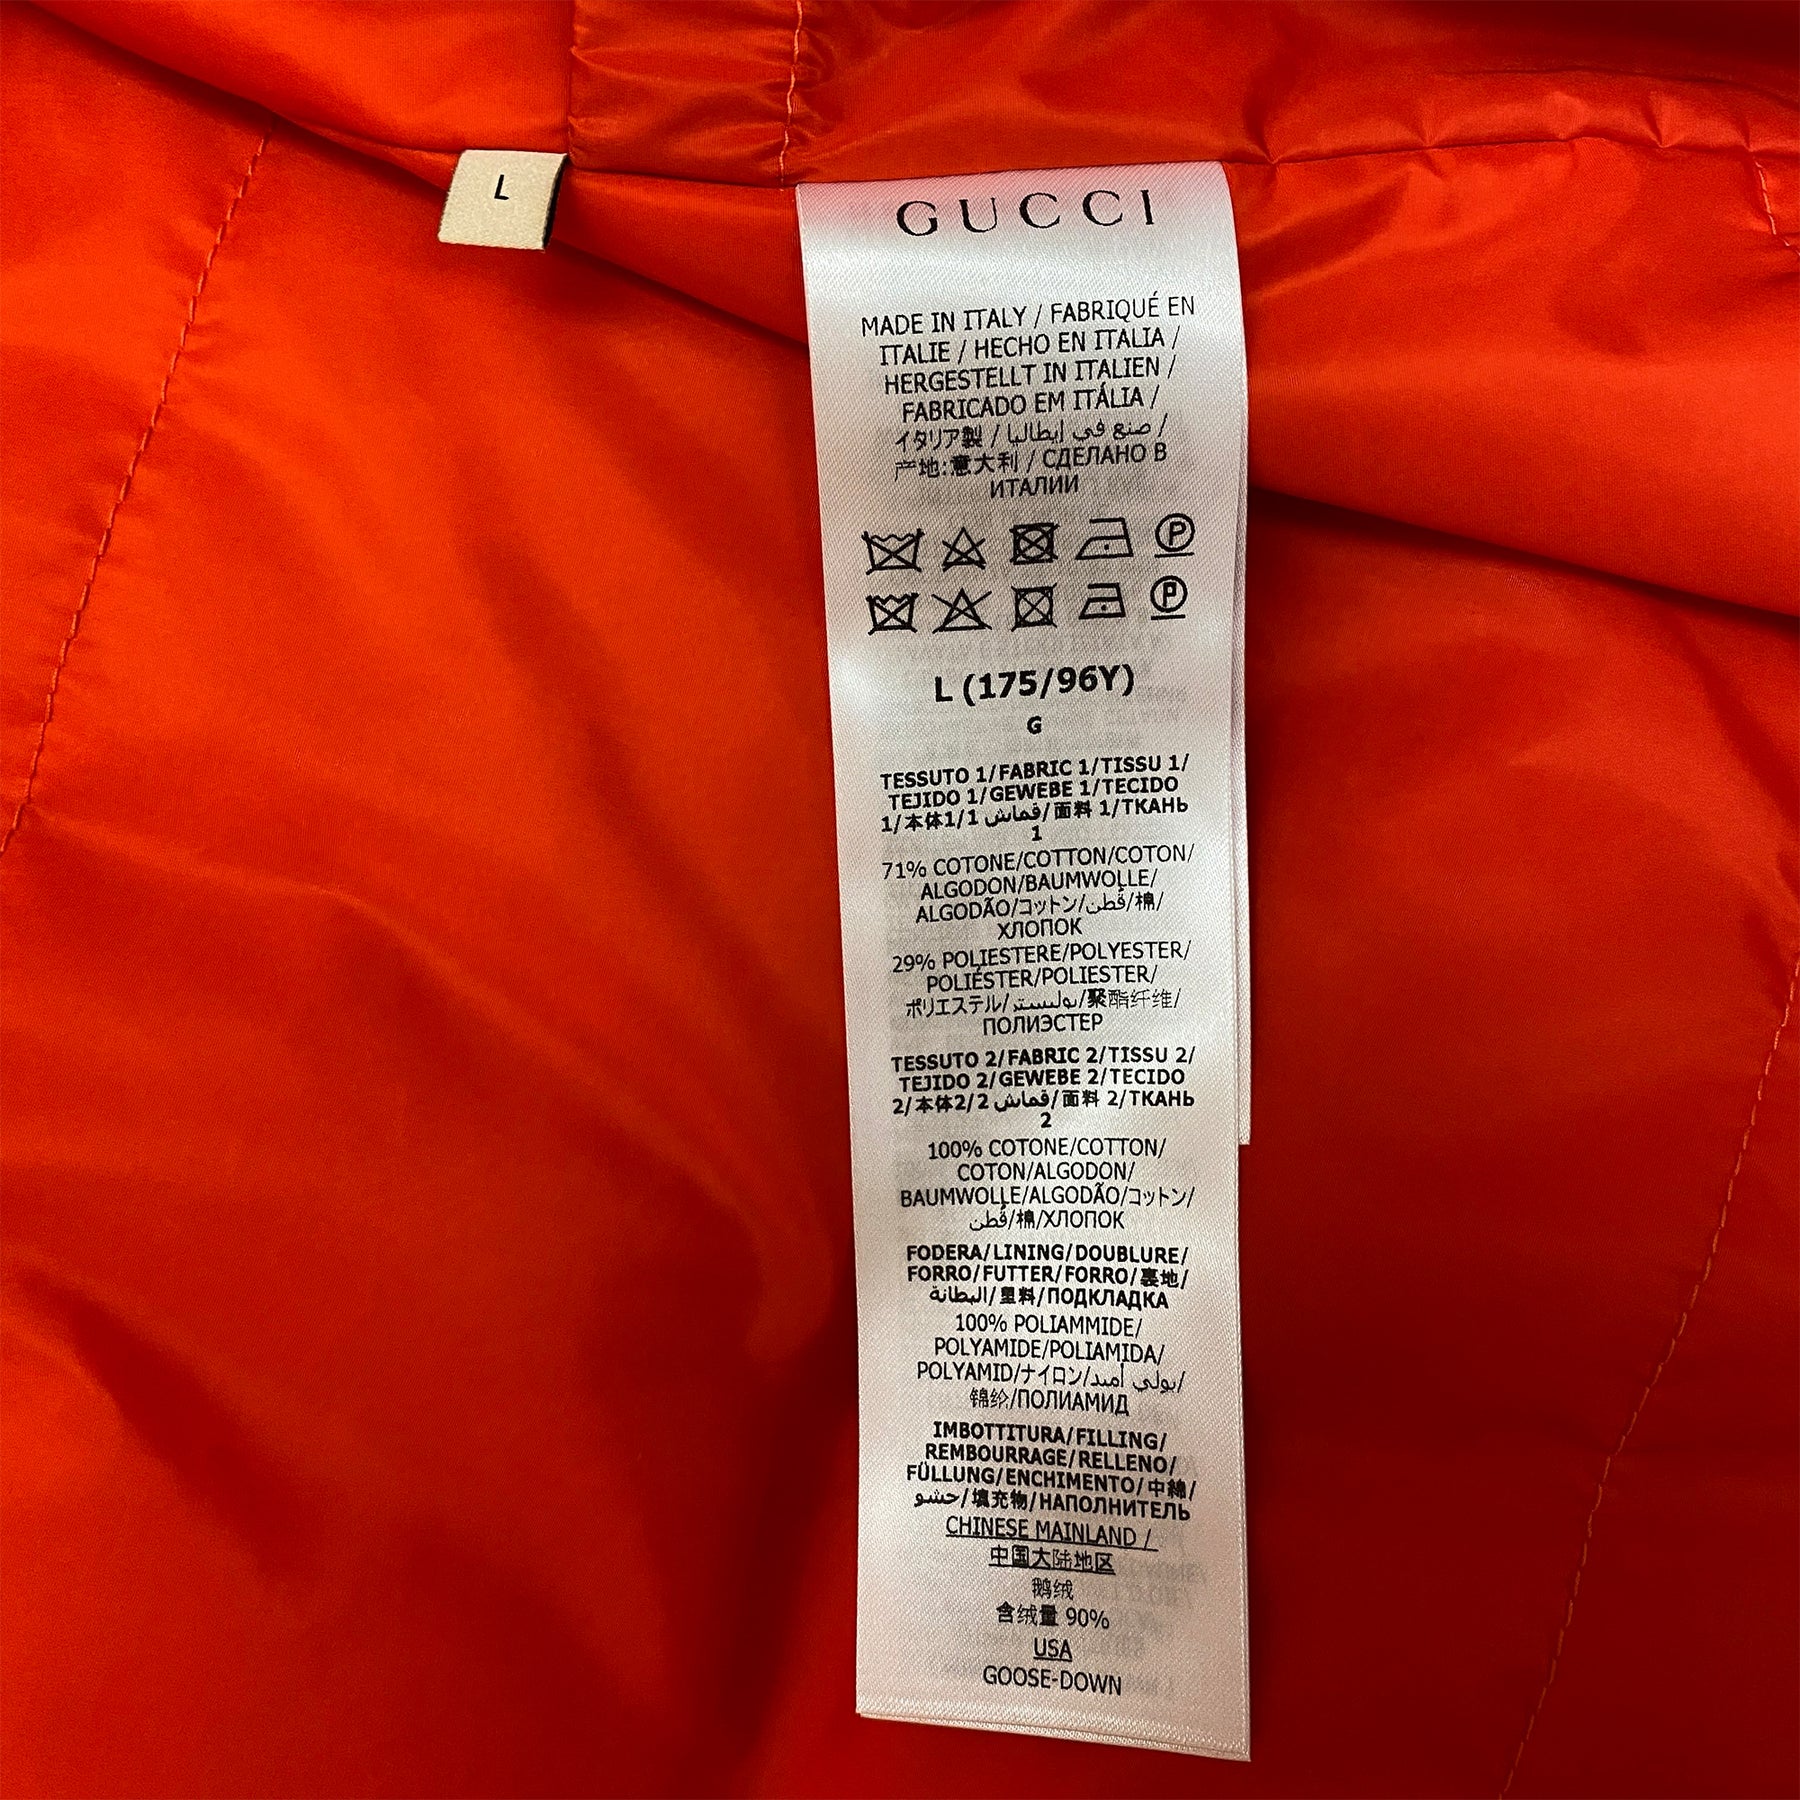 L
GUCCI
MADE IN ITALY / FABRIQUÉ EN
ITALIE / HECHO EN ITALIA /
HERGESTELLT IN ITALIEN /
FABRICADO EM ITÁLIA /
イタリア製 / صنع في إيطاليا /
产地:意大利 / СДЕЛАНО В
ИТАЛИИ
P
P
L (175/96Y)
G
TESSUTO 1/FABRIC 1/TISSU 1/
TEJIDO 1/GEWEBE 1/TECIDO
1/本体1/1 قماش/面料 1/ТКАНЬ
1
71% COTONE/COTTON/COTON/
ALGODON/BAUMWOLLE/
ALGODÃO/コットン/قطن/棉/
ХЛОПОК
29% POLIESTERE/POLYESTER/
POLIÉSTER/POLIESTER/
ポリエステル/بوليستر/聚酯纤维/
ПОЛИЭСТЕР
TESSUTO 2/FABRIC 2/TISSU 2/
TEJIDO 2/GEWEBE 2/TECIDO
2/本体2/2 قماش/面料 2/ТКАНЬ
2
100% COTONE/COTTON/
COTON/ALGODON/
BAUMWOLLE/ALGODÃO/コットン/
قطن/棉/ХЛОПОК
FODERA/LINING/DOUBLURE/
FORRO/FUTTER/FORRO/裏地/
البطانة/里料/ПОДКЛАДКА
100% POLIAMMIDE/
POLYAMIDE/POLIAMIDA/
POLYAMID/ナイロン/بولي أميد/
锦纶/ПОЛИАМИД
IMBOTTITURA/FILLING/
REMBOURRAGE/RELLENO/
FÜLLUNG/ENCHIMENTO/中綿/
حشو/填充物/НАПОЛНИТЕЛЬ
CHINESE MAINLAND /
中国大陆地区
鹅绒
含绒量 90%
USA
GOOSE-DOWN